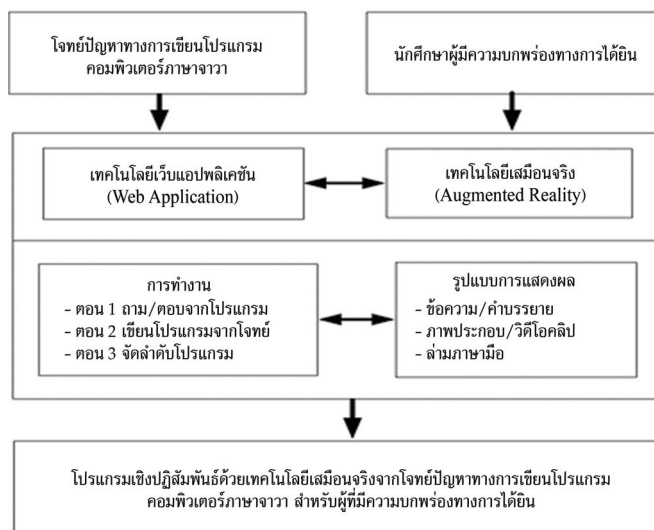 โจทย์ปัญหาทางการเขียนโปรแกรม
คอมพิวเตอร์ภาษาจาวา
นักศึกษาผู้มีความบกพร่องทางการได้ยิน
เทคโนโลยีเว็บแอปพลิเคชัน
(Web Application)
เทคโนโลยีเสมือนจริง
(Augmented Reality)
การทำงาน
- ตอน 1 ถาม/ตอบจากโปรแกรม
- ตอน 2 เขียนโปรแกรมจากโจทย์
- ตอน 3 จัดลำดับโปรแกรม
รูปแบบการแสดงผล
- ข้อความ/คำบรรยาย
- ภาพประกอบ/วิดีโอคลิป
- ล่ามภาษามือ
โปรแกรมเชิงปฏิสัมพันธ์ด้วยเทคโนโลยีเสมือนจริงจากโจทย์ปัญหาทางการเขียนโปรแกรม
คอมพิวเตอร์ภาษาจาวา สำหรับผู้ที่มีความบกพร่องทางการได้ยิน